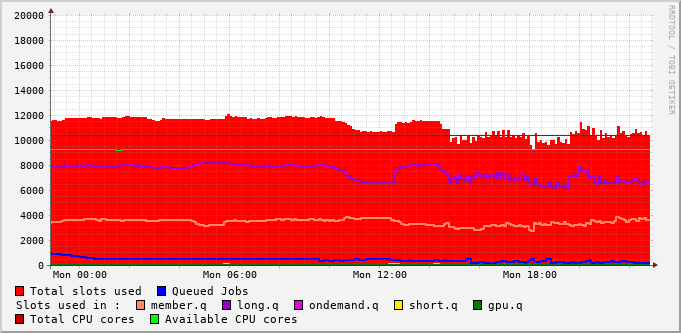 20000
18000
16000
14000
12000
10000
8000
6000
4000
2000
0
Mon 00:00 Mon 06:00 Mon 12:00 Mon 18:00
RRDTOOL / TOBI OETIKER
Total slots used Queued Jobs
Slots used in : member.q long.q ondemand.q short.q gpu.q
Total CPU cores Available CPU cores